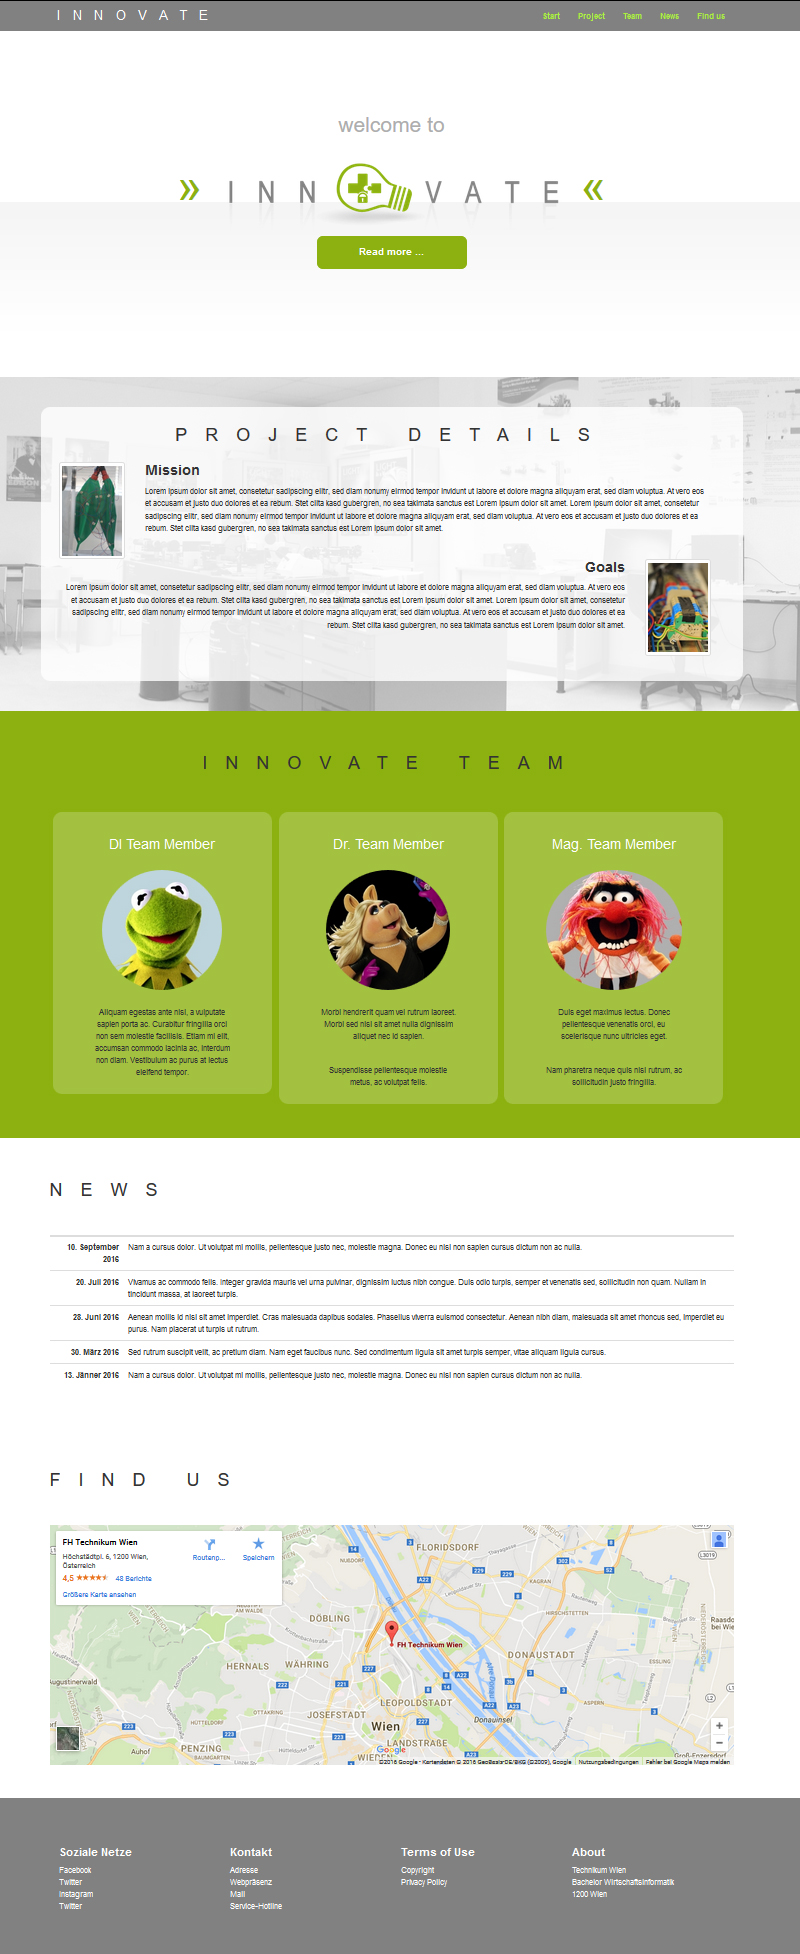 INNOVATE
Start Project Team News Find us
welcome to
» INNOVATE «
Read more ...
PROJECT DETAILS
Mission
Lorem ipsum dolor sit amet, consetetur sadipscing elitr, sed diam nonumy eirmod tempor invidunt ut labore et dolore magna aliquyam erat, sed diam voluptua. At vero eos
et accusam et justo duo dolores et ea rebum. Stet clita kasd gubergren, no sea takimata sanctus est Lorem ipsum dolor sit amet. Lorem ipsum dolor sit amet, consetetur
sadipscing elitr, sed diam nonumy eirmod tempor invidunt ut labore et dolore magna aliquyam erat, sed diam voluptua. At vero eos et accusam et justo duo dolores et ea
rebum. Stet clita kasd gubergren, no sea takimata sanctus est Lorem ipsum dolor sit amet.
Goals
Lorem ipsum dolor sit amet, consetetur sadipscing elitr, sed diam nonumy eirmod tempor invidunt ut labore et dolore magna aliquyam erat, sed diam voluptua. At vero eos
et accusam et justo duo dolores et ea rebum. Stet clita kasd gubergren, no sea takimata sanctus est Lorem ipsum dolor sit amet. Lorem ipsum dolor sit amet, consetetur
sadipscing elitr, sed diam nonumy eirmod tempor invidunt ut labore et dolore magna aliquyam erat, sed diam voluptua. At vero eos et accusam et justo duo dolores et ea
rebum. Stet clita kasd gubergren, no sea takimata sanctus est Lorem ipsum dolor sit amet.
INNOVATE TEAM
DI Team Member
Aliquam egestas ante nisl, a vulputate
sapien porta ac. Curabitur fringilla orci
non sem molestie facilisis. Etiam mi elit,
accumsan commodo lacinia ac, interdum
non diam. Vestibulum ac purus at lectus
eleifend tempor.
Dr. Team Member
Morbi hendrerit quam vel rutrum laoreet.
Morbi sed nisl sit amet nulla dignissim
aliquet nec id sapien.
Suspendisse pellentesque molestie
metus, ac volutpat felis.
Mag. Team Member
Duis eget maximus lectus. Donec
pellentesque venenatis orci, eu
scelerisque nunc ultricies eget.
Nam pharetra neque quis nisl rutrum, ac
sollicitudin justo fringilla.
NEWS
10. September 2016 Nam a cursus dolor. Ut volutpat mi mollis, pellentesque justo nec, molestie magna. Donec eu nisl non sapien cursus dictum non ac nulla.
20. Juli 2016 Vivamus ac commodo felis. Integer gravida mauris vel urna pulvinar, dignissim luctus nibh congue. Duis odio turpis, semper et venenatis sed, sollicitudin non quam. Nullam in
tincidunt massa, at laoreet turpis.
28. Juni 2016 Aenean mollis id nisi sit amet imperdiet. Cras malesuada dapibus sodales. Phasellus viverra euismod consectetur. Aenean nibh diam, malesuada sit amet rhoncus sed, imperdiet eu
purus. Nam placerat ut turpis ut rutrum.
30. März 2016 Sed rutrum suscipit velit, ac pretium diam. Nam eget faucibus nunc. Sed condimentum ligula sit amet turpis semper, vitae aliquam ligula cursus.
13. Jänner 2016 Nam a cursus dolor. Ut volutpat mi mollis, pellentesque justo nec, molestie magna. Donec eu nisl non sapien cursus dictum non ac nulla.
FIND US
FH Technikum Wien
Höchstädtpl. 6, 1200 Wien,
Österreich
4,5 48 Berichte
Größere Karte ansehen
Routenp...
Speichern
FLORIDSDORF
NUßDORF
LEOPOLDAU
KAGRAN
HIRSCHSTETTEN
DÖBLING
FH Technikum Wien
DONAUSTADT
HERNALS
WÄHRING
ESSLING
ASPERN
LEOPOLDSTADT
OTTAKRING
JOSEFSTADT
Donauinsel
HÜTTELDORF
Wien
LANDSTRAßE
Auhof
PENZING
BAUMGARTEN
WIEDEN
Google
Groß-Enzersdorf
©2016 Google - Kartendaten © 2016 GeoBasis-DE/BKG (©2009), Google Nutzungsbedingungen Fehler bei Google Maps melden
Soziale Netze
Facebook
Twitter
Instagram
Twitter
Kontakt
Adresse
Webpräsenz
Mail
Service-Hotline
Terms of Use
Copyright
Privacy Policy
About
Technikum Wien
Bachelor Wirtschaftsinformatik
1200 Wien